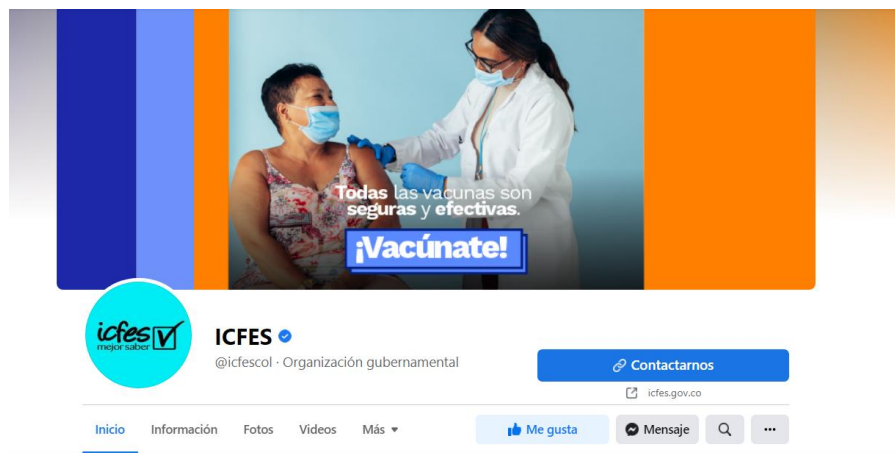 Todas las vacunas son
seguras y efectivas.
¡Vacúnate!
icfes
mejor saber
ICFES
@icfescol · Organización gubernamental
Contactarnos
icfes.gov.co
Inicio Información Fotos Videos Más
Me gusta Mensaje